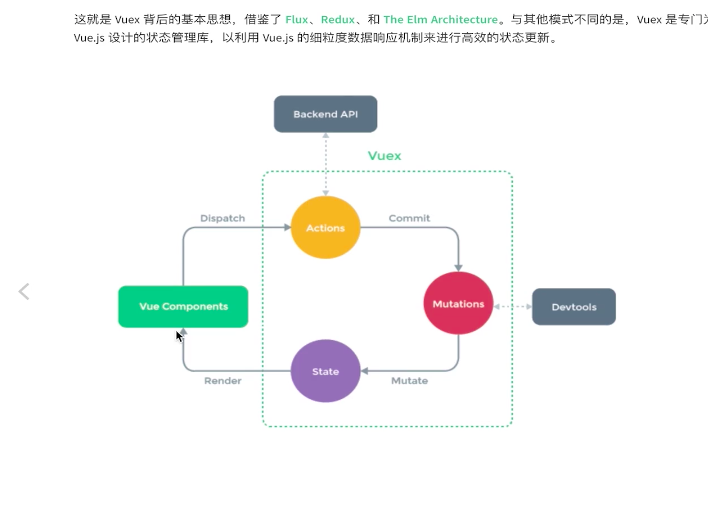 这就是 Vuex 背后的基本思想，借鉴了 Flux、Redux、和 The Elm Architecture。与其他模式不同的是，Vuex 是专门
Vue.js 设计的状态管理库，以利用 Vue.js 的细粒度数据响应机制来进行高效的状态更新。
Backend API
Vuex
Dispatch
Actions
Commit
Vue Components
Mutations
Devtools
State
Render
Mutate